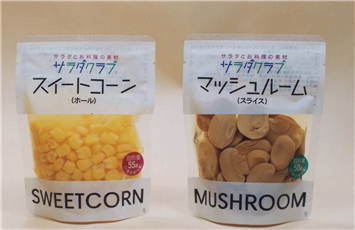 サラダとお料理の素材
サラダクラブ
スイートコーン
(ホール)
SWEETCORN
サラダとお料理の素材
サラダクラブ
マッシュルーム
(スライス)
MUSHROOM